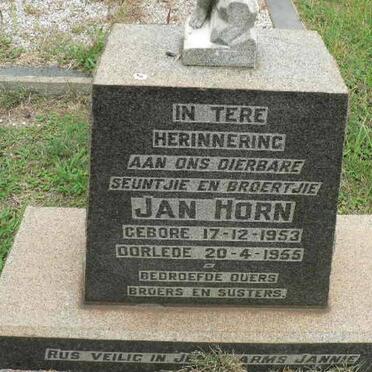 IN TERE
HERINNERING
AAN ONS DIERBARE
SEUNTJIE EN BROERTJIE
JAN HORN
GEBORE 17-12-1953
OORLEDE 20-4-1955
BEDROEFDE OUERS
BROERS EN SUSTERS.
RUS VEILIG IN ARMS JANNIE